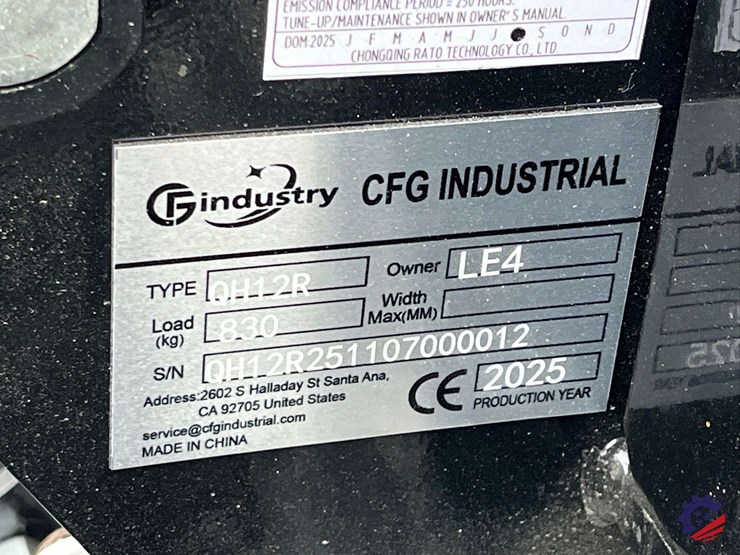 EMISSION COMPLIANCE PERIOD = 250 HOURS.
TUNE-UP/MAINTENANCE SHOWN IN OWNER'S MANUAL.
DOM:2025 J F M A M J J ● S O N D
CHONGQING RATO TECHNOLOGY CO., LTD.
GFindustry CFG INDUSTRIAL
TYPE QH12R Owner LE4
Load (kg) 830 Width Max(MM)
S/N QH12R251107000012
Address:2602 S Halladay St Santa Ana,
CA 92705 United States
service@cfgindustrial.com
MADE IN CHINA
CE 2025
PRODUCTION YEAR